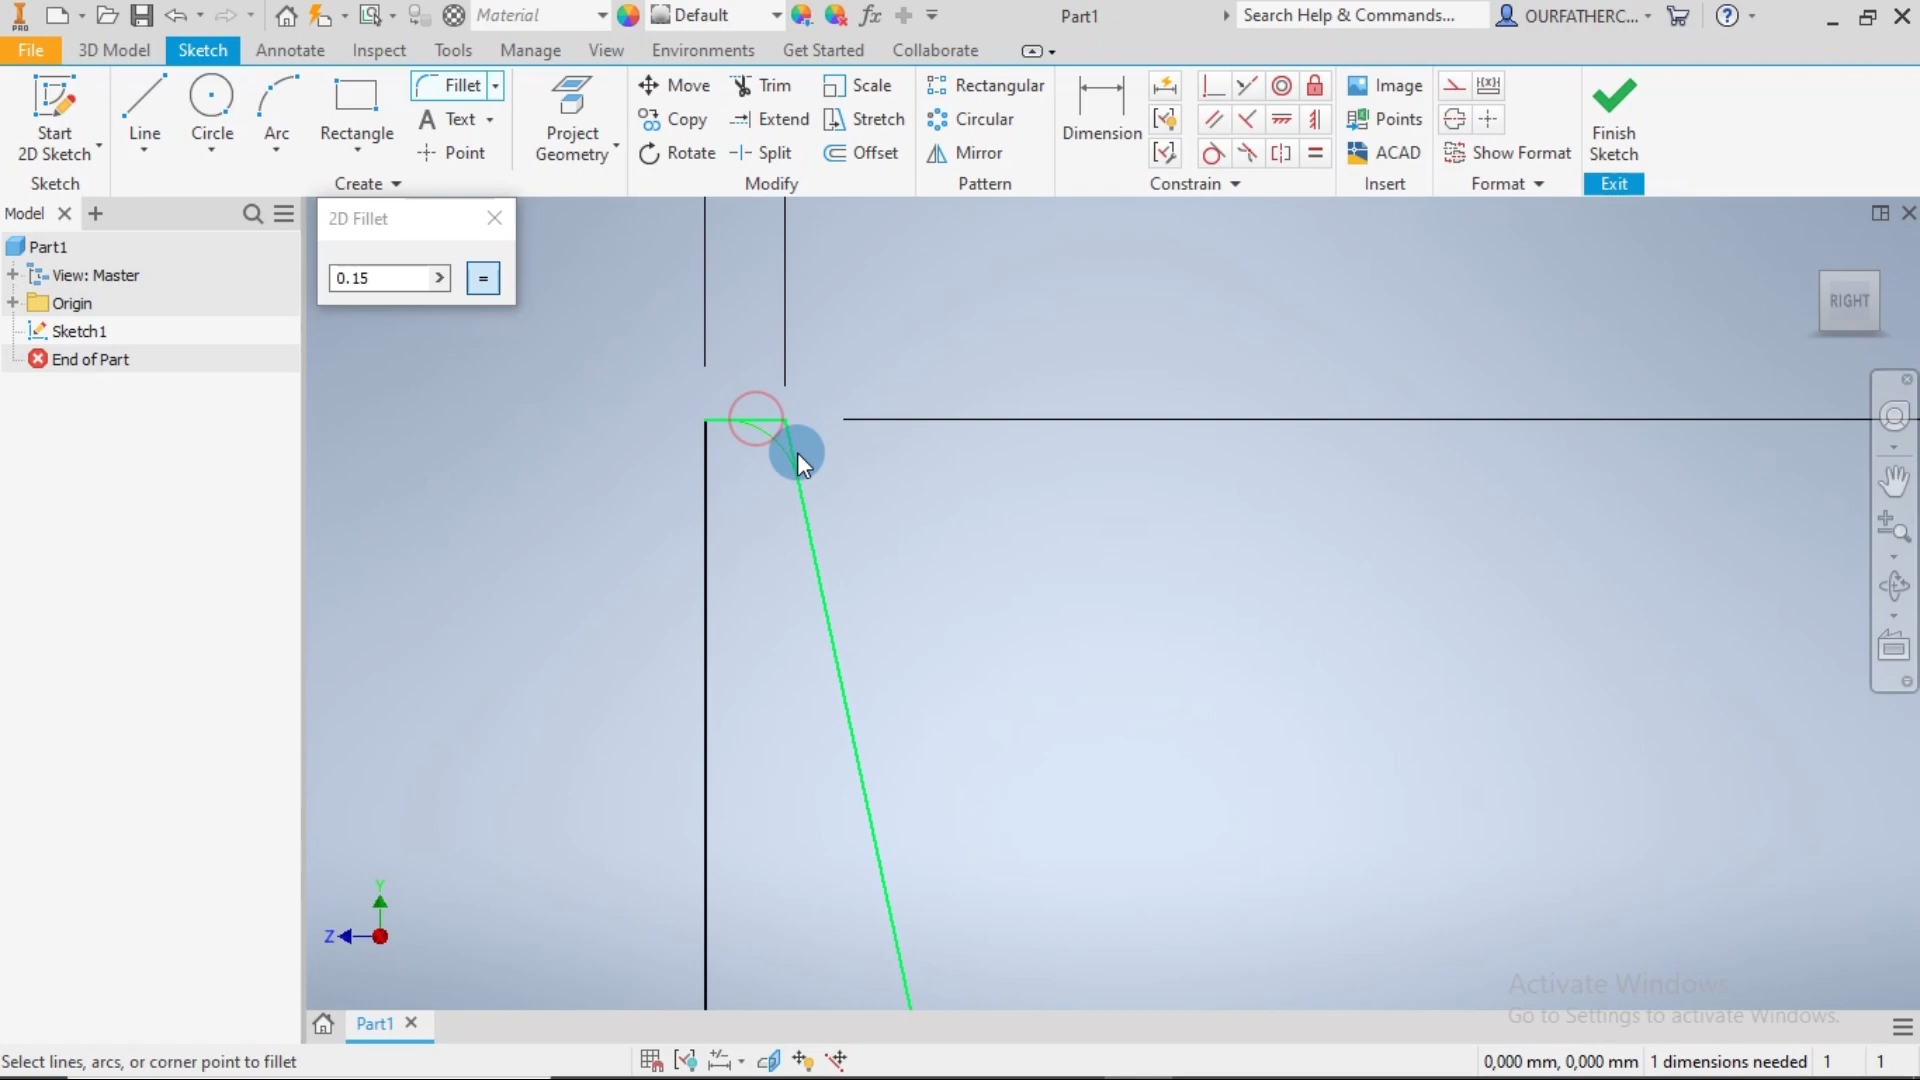 PRO
Material
Default
fx
Part1
Search Help & Commands...
OURFATHERC...
File
3D Model
Sketch
Annotate
Inspect
Tools
Manage
View
Environments
Get Started
Collaborate
Start
2D Sketch
Line
Circle
Arc
Rectangle
Fillet
Text
Point
Project
Geometry
Move
Copy
Rotate
Trim
Extend
Split
Scale
Stretch
Offset
Rectangular
Circular
Mirror
Dimension
Image
Points
ACAD
Show Format
Finish
Sketch
Sketch
Create
Modify
Pattern
Constrain
Insert
Format
Exit
Model
Part1
View: Master
Origin
Sketch1
End of Part
2D Fillet
0.15
=
RIGHT
Y
Z
Activate Windows
Go to Settings to activate Windows.
Part1
Select lines, arcs, or corner point to fillet
0,000 mm, 0,000 mm
1 dimensions needed
1
1